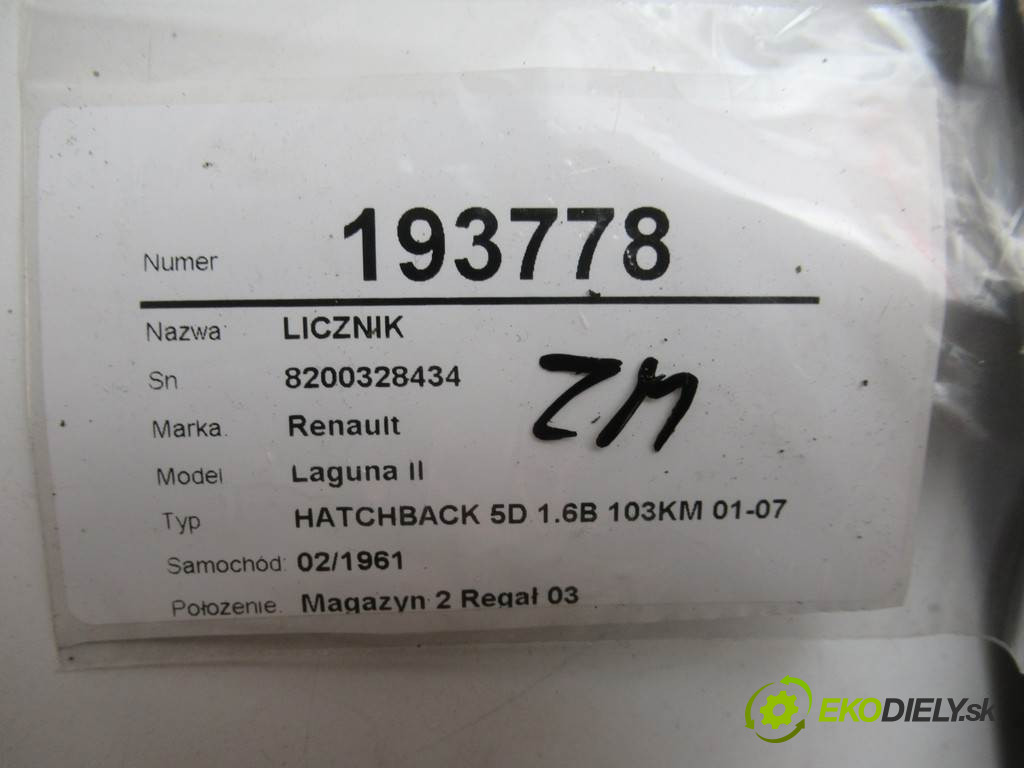 Numer 193778
Nazwa: LICZNIK
Sn 8200328434
ZM
Marka. Renault
Model Laguna II
Typ HATCHBACK 5D 1.6B 103KM 01-07
Samochód: 02/1961
Położenie. Magazyn 2 Regał 03
EKODIELY.sk